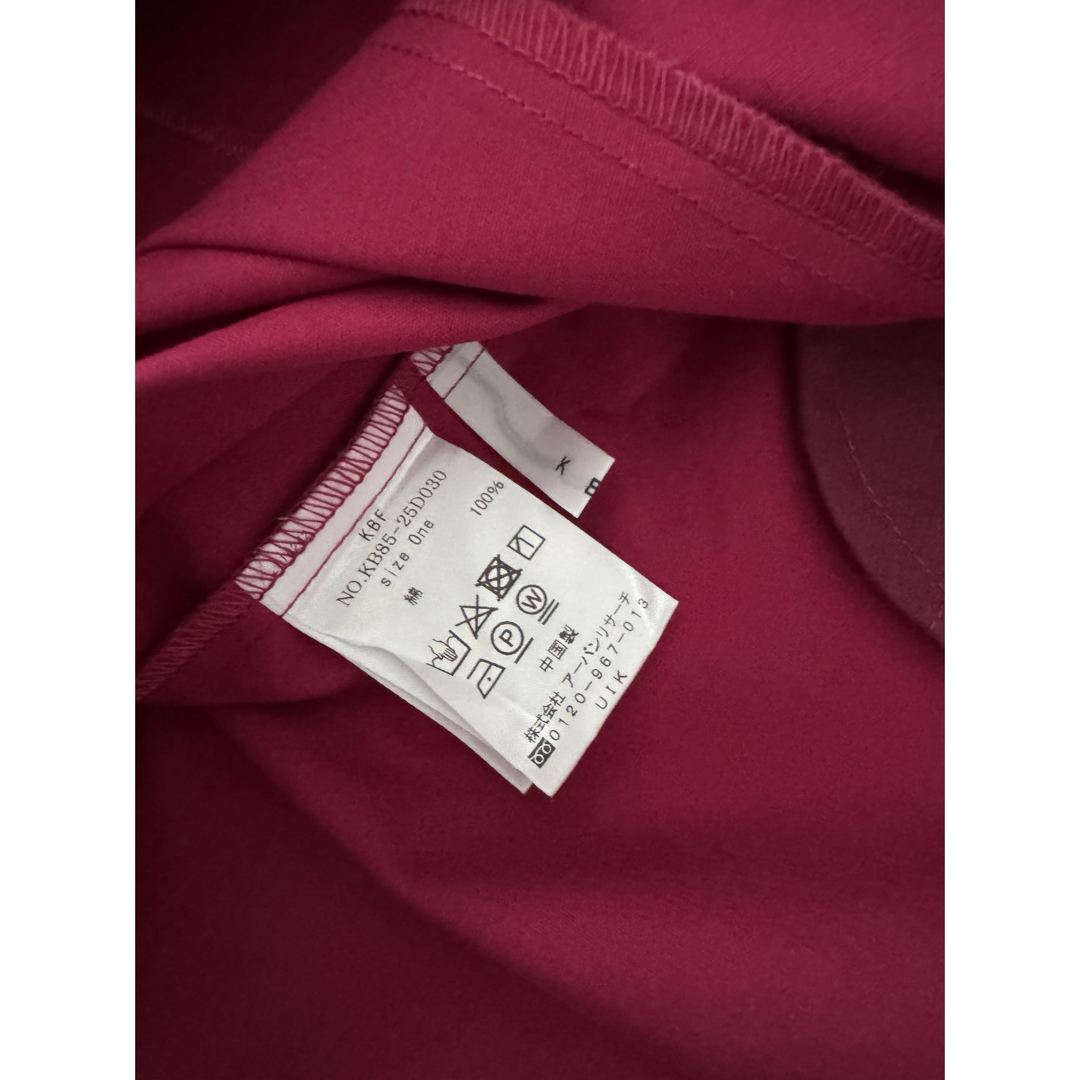 KBF
NO.KB85-25D030
size One
綿 100%
P W
中国製
株式会社 アーバンリサーチ
0120-967-013
UIK
K